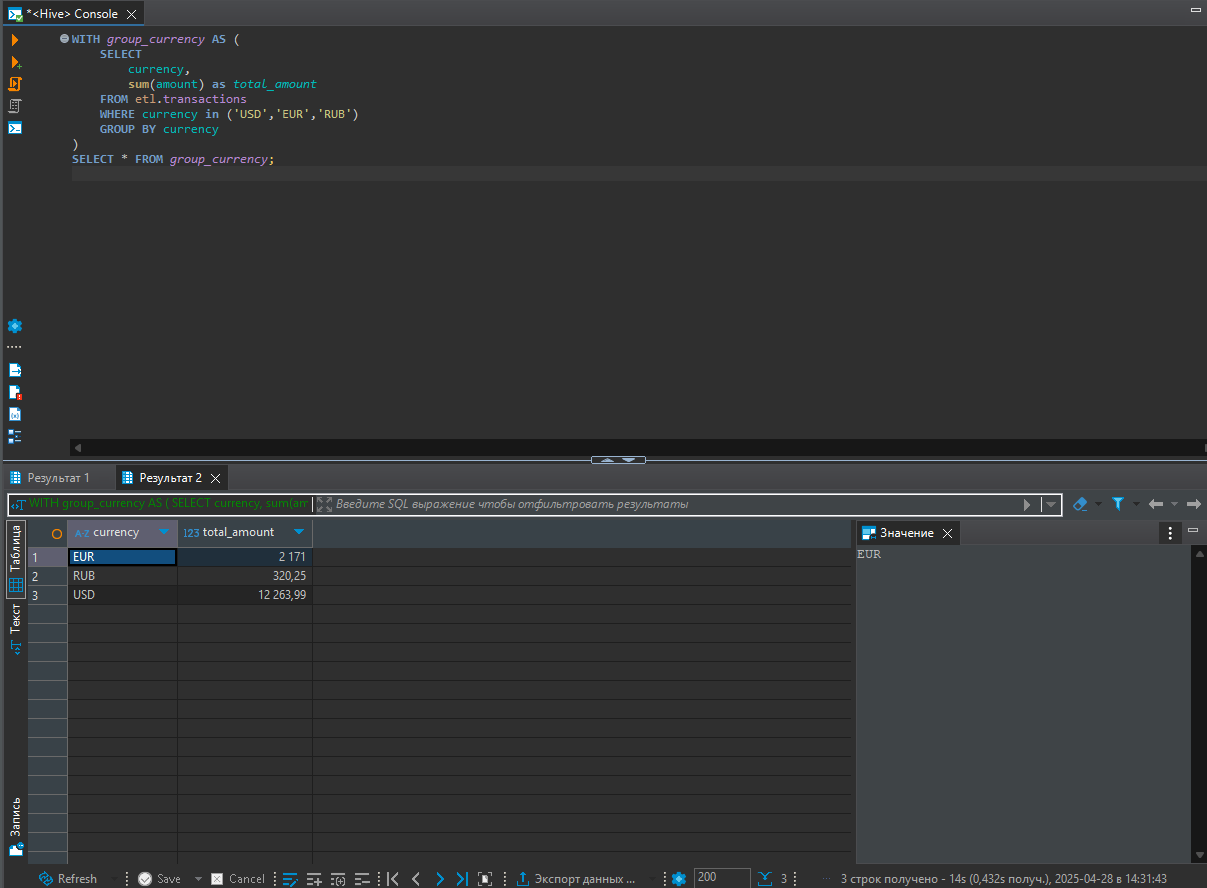 *<Hive> Console
WITH group_currency AS (
SELECT
currency,
sum(amount) as total_amount
FROM etl.transactions
WHERE currency in ('USD','EUR','RUB')
GROUP BY currency
)
SELECT * FROM group_currency;
Результат 1
Результат 2
WITH group_currency AS ( SELECT currency, sum(am
Введите SQL выражение чтобы отфильтровать результаты
Таблица
Текст
Запись
A-Z currency
123 total_amount
1 EUR 2 171
2 RUB 320,25
3 USD 12 263,99
Значение
EUR
Refresh
Save
Cancel
Экспорт данных ...
200
3
3 строк получено - 14s (0,432s получ.), 2025-04-28 в 14:31:43